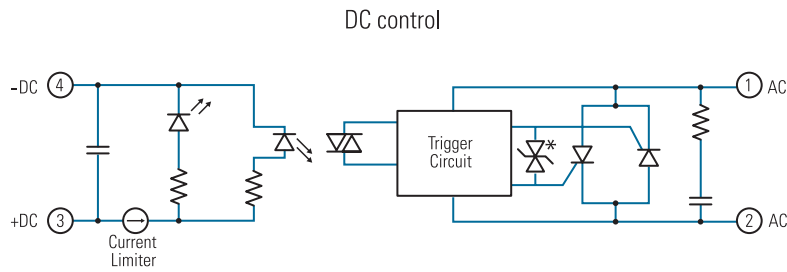 DC control
-DC 4
1 AC
Trigger
Circuit
*
+DC 3
2 AC
Current
Limiter